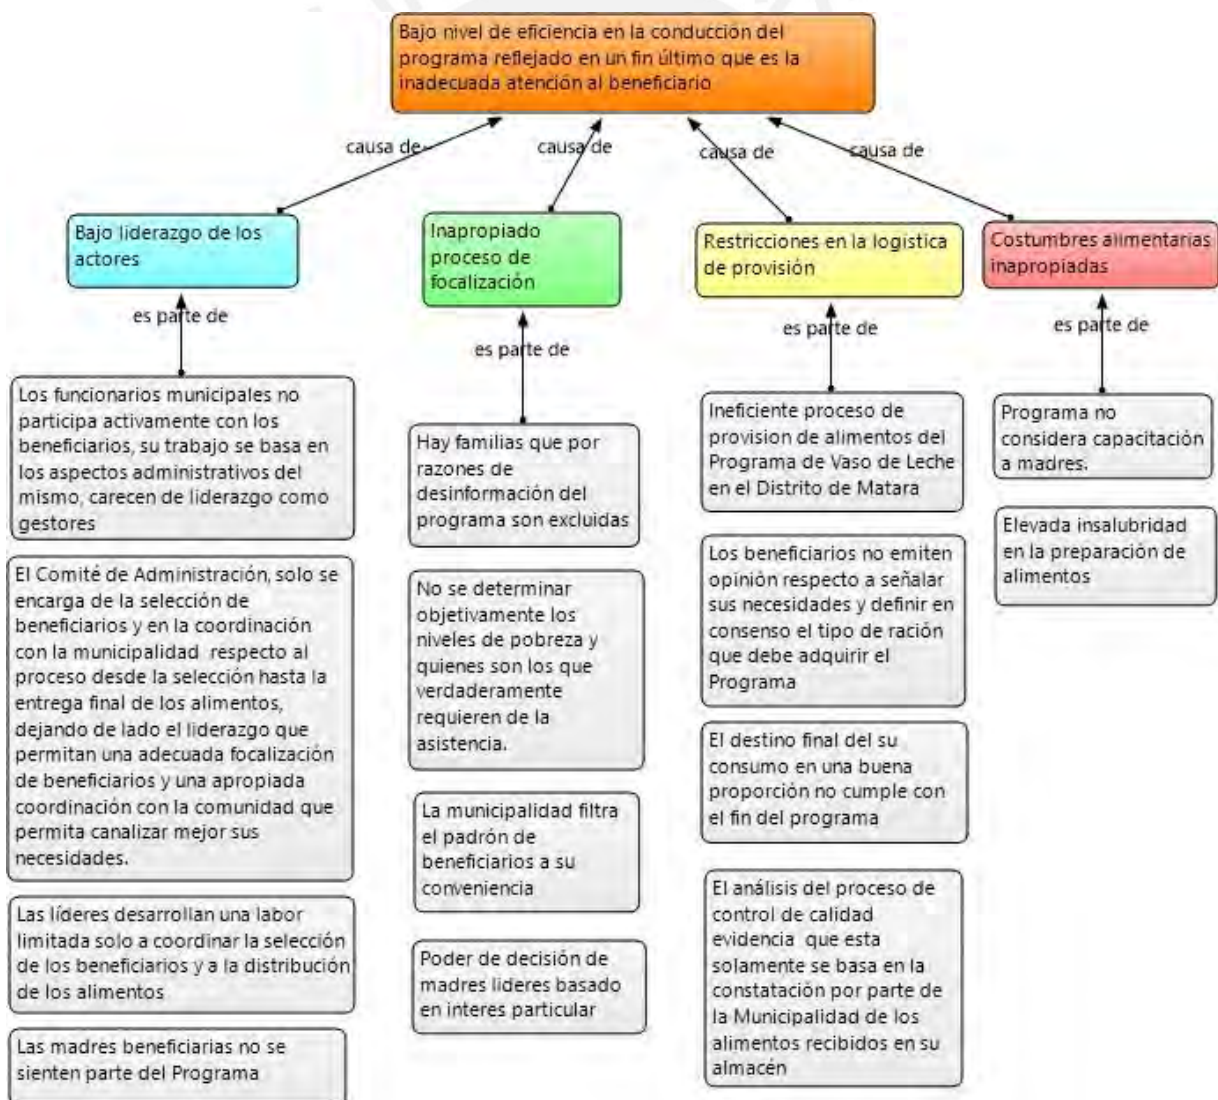 Bajo nivel de eficiencia en la conducción del
programa reflejado en un fin último que es la
inadecuada atención al beneficiario
causa de
causa de
causa de
causa de
Bajo liderazgo de los
actores
Inapropiado
proceso de
focalización
Restricciones en la logistica
de provisión
Costumbres alimentarias
inapropiadas
es parte de
es parte de
es parte de
es parte de
Los funcionarios municipales no
participa activamente con los
beneficiarios, su trabajo se basa en
los aspectos administrativos del
mismo, carecen de liderazgo como
gestores
El Comité de Administración, solo se
encarga de la selección de
beneficiarios y en la coordinación
con la municipalidad respecto al
proceso desde la selección hasta la
entrega final de los alimentos,
dejando de lado el liderazgo que
permitan una adecuada focalización
de beneficiarios y una apropiada
coordinación con la comunidad que
permita canalizar mejor sus
necesidades.
Las líderes desarrollan una labor
limitada solo a coordinar la selección
de los beneficiarios y a la distribución
de los alimentos
Las madres beneficiarias no se
sienten parte del Programa
Hay familias que por
razones de
desinformación del
programa son excluidas
No se determinar
objetivamente los
niveles de pobreza y
quienes son los que
verdaderamente
requieren de la
asistencia.
La municipalidad filtra
el padrón de
beneficiarios a su
conveniencia
Poder de decisión de
madres lideres basado
en interes particular
Ineficiente proceso de
provision de alimentos del
Programa de Vaso de Leche
en el Distrito de Matara
Los beneficiarios no emiten
opinión respecto a señalar
sus necesidades y definir en
consenso el tipo de ración
que debe adquirir el
Programa
El destino final del su
consumo en una buena
proporción no cumple con
el fin del programa
El análisis del proceso de
control de calidad
evidencia que esta
solamente se basa en la
constatación por parte de
la Municipalidad de los
alimentos recibidos en su
almacén
Programa no
considera capacitación
a madres.
Elevada insalubridad
en la preparación de
alimentos